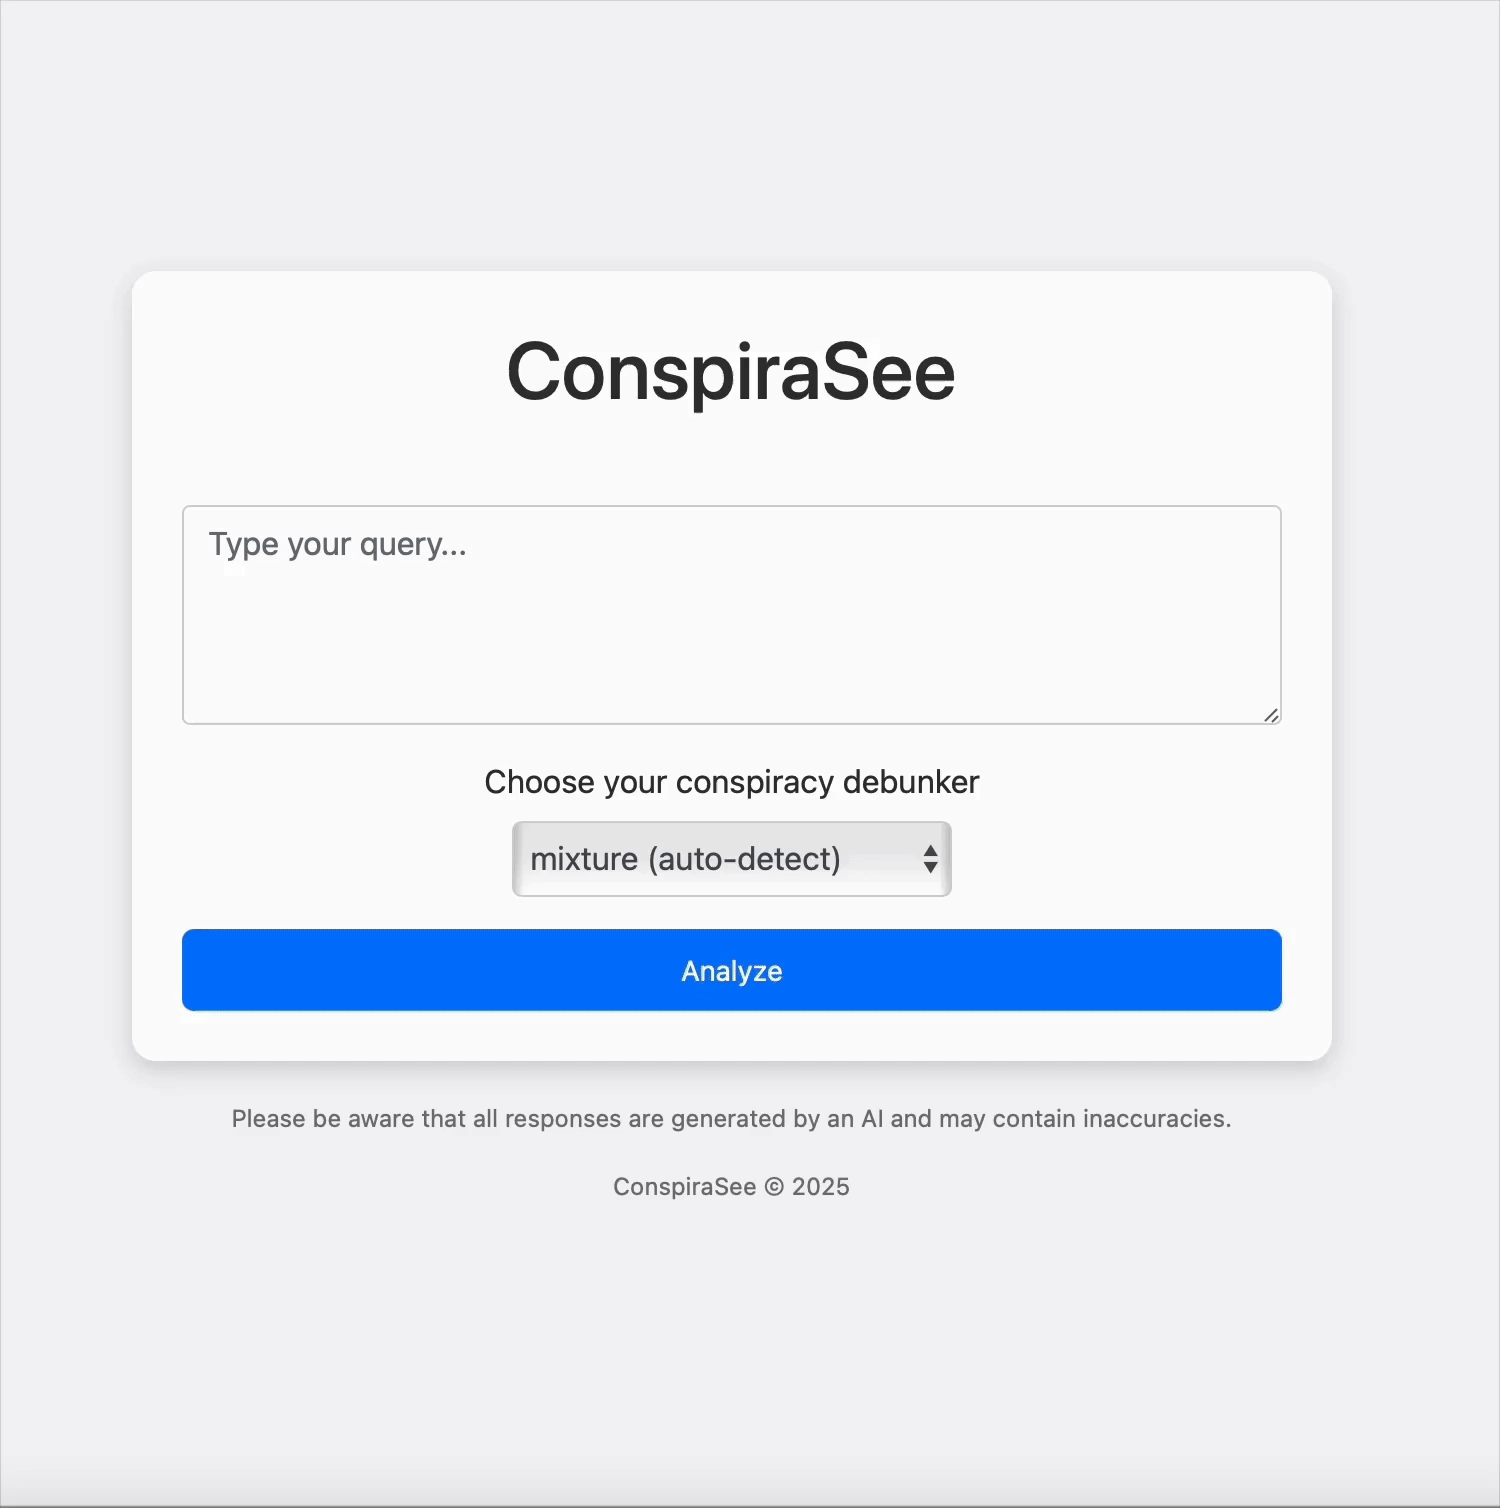 ConspiraSee
Type your query...
Choose your conspiracy debunker
mixture (auto-detect)
Analyze
Please be aware that all responses are generated by an AI and may contain inaccuracies.
ConspiraSee © 2025